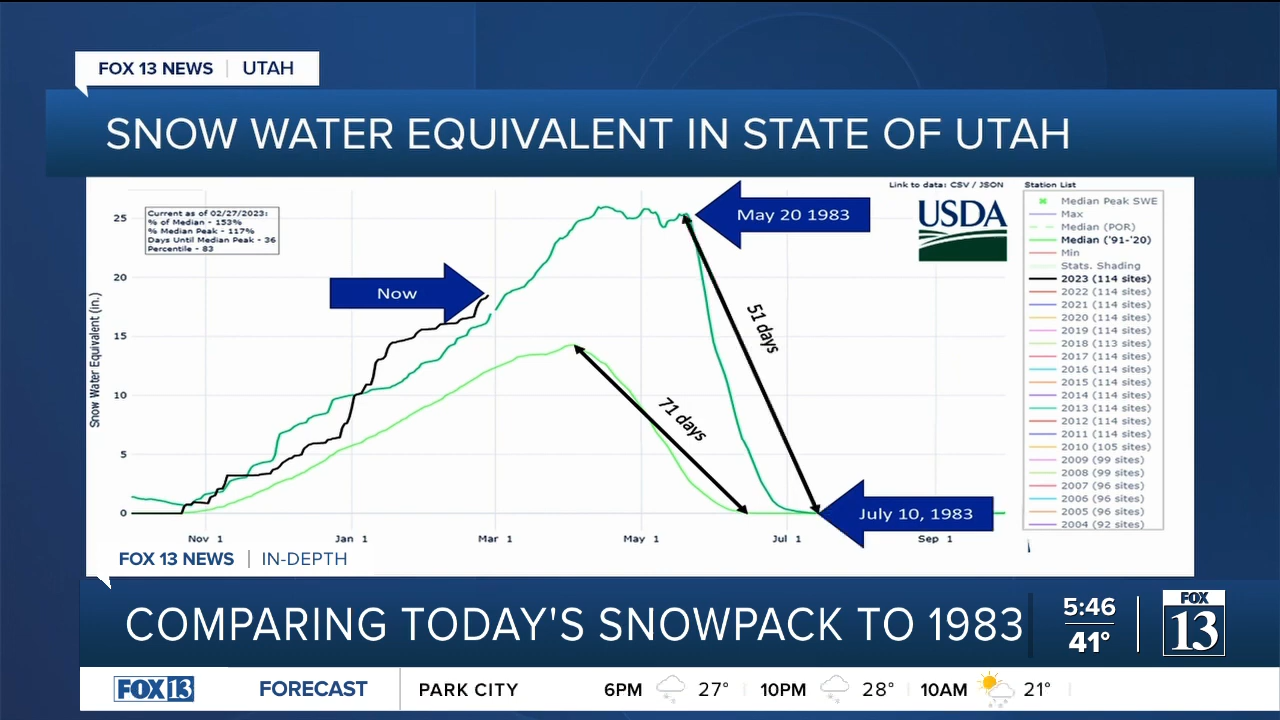 FOX 13 NEWS | UTAH
SNOW WATER EQUIVALENT IN STATE OF UTAH
Link to data: CSV / JSON
Station List
Current as of 02/27/2023:
% of Median - 153%
% Median Peak - 117%
Days Until Median Peak - 36
Percentile - 83
Snow Water Equivalent (in.)
25
20
15
10
5
0
Nov 1
Jan 1
Mar 1
May 1
Jul 1
Sep 1
Now
May 20 1983
51 days
71 days
July 10, 1983
USDA
Median Peak SWE
Max
Median (POR)
Median ('91-'20)
Min
Stats. Shading
2023 (114 sites)
2022 (114 sites)
2021 (114 sites)
2020 (114 sites)
2019 (114 sites)
2018 (113 sites)
2017 (114 sites)
2016 (114 sites)
2015 (114 sites)
2014 (114 sites)
2013 (114 sites)
2012 (114 sites)
2011 (114 sites)
2010 (105 sites)
2009 (99 sites)
2008 (99 sites)
2007 (96 sites)
2006 (96 sites)
2005 (96 sites)
2004 (92 sites)
FOX 13 NEWS | IN-DEPTH
COMPARING TODAY'S SNOWPACK TO 1983
5:46
41°
FOX
13
FOX 13
FORECAST
PARK CITY
6PM 27° 10PM 28° 10AM 21°